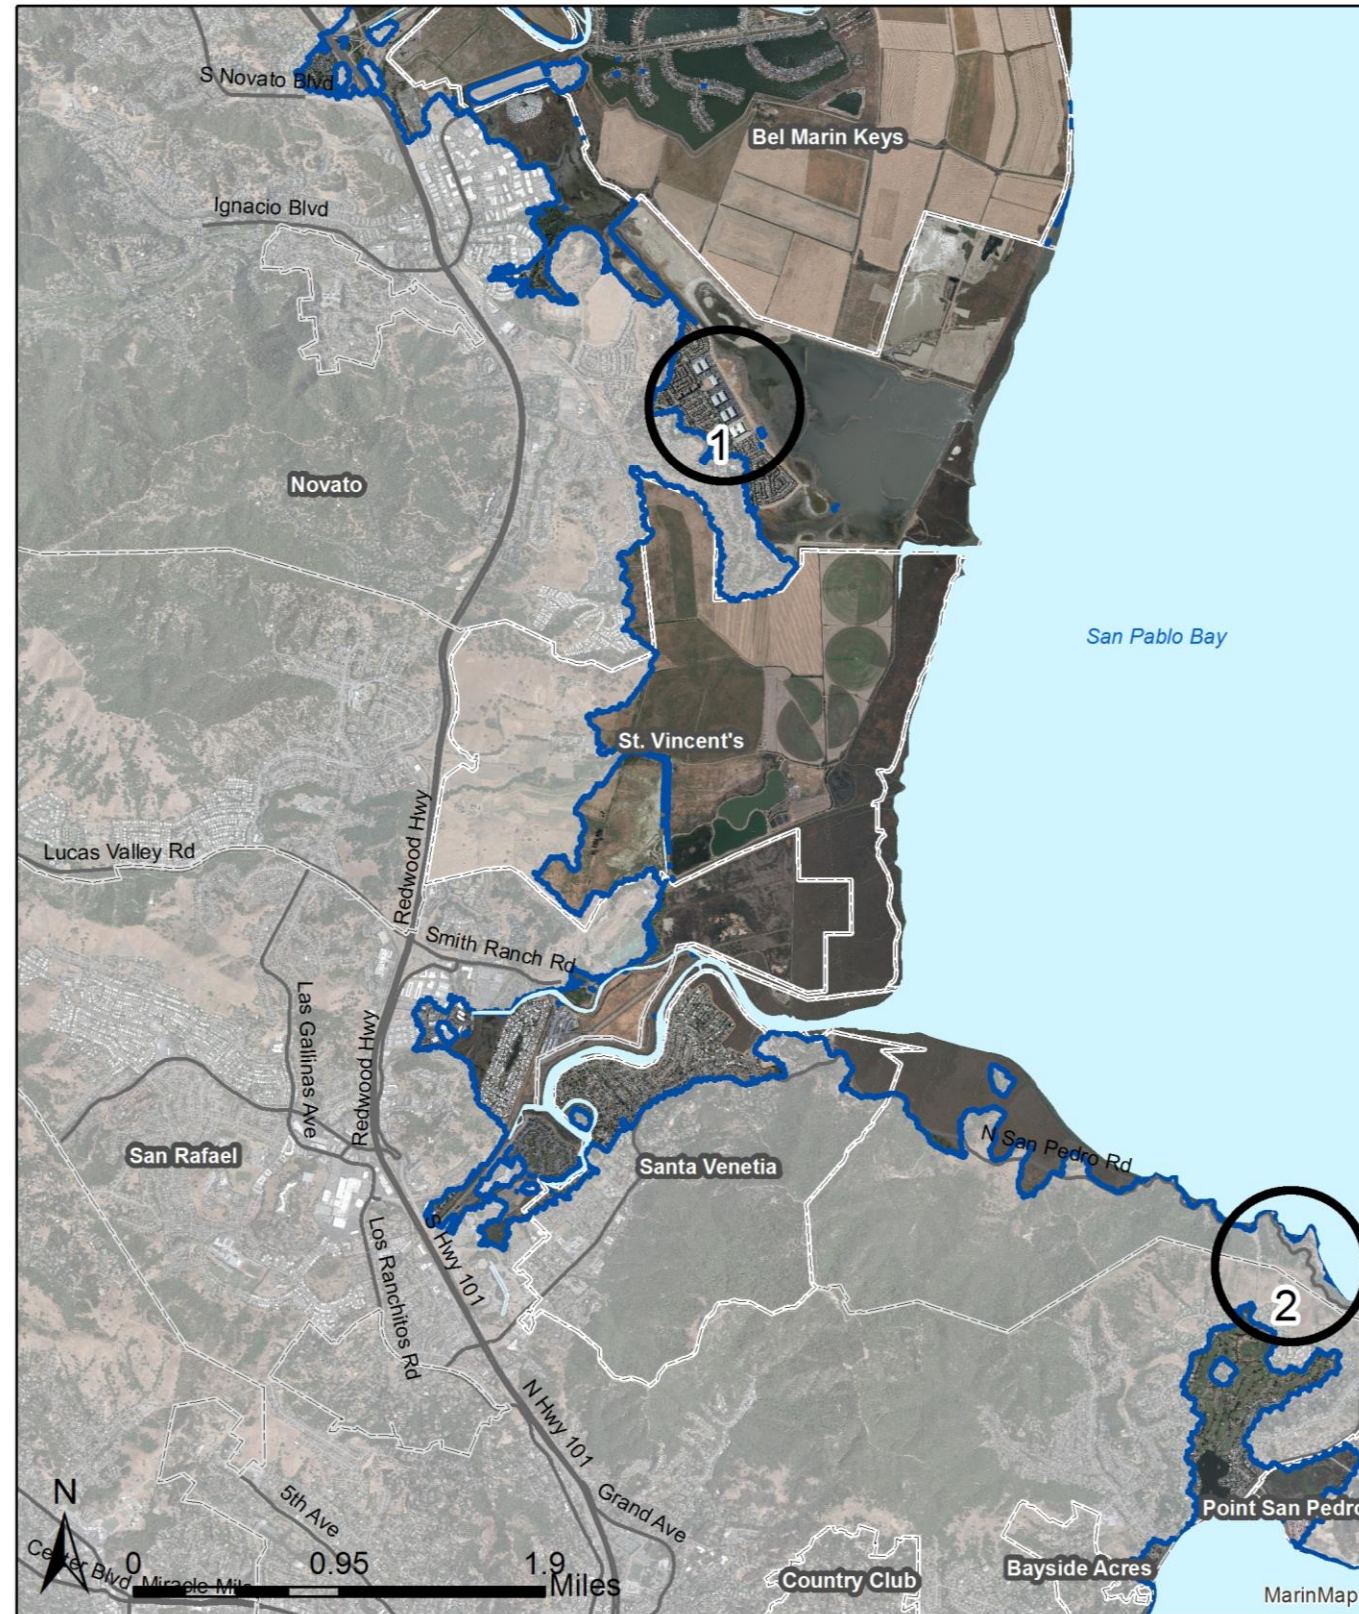 S Novato Blvd
Bel Marin Keys
Ignacio Blvd
1
Novato
San Pablo Bay
St. Vincent's
Redwood Hwy
Lucas Valley Rd
Smith Ranch Rd
Las Gallinas Ave
Redwood Hwy
N San Pedro Rd
San Rafael
Santa Venetia
Los Ranchitos Rd
S Hwy 101
2
N Hwy 101
N
5th Ave
Grand Ave
Point San Pedro
Center Blvd
Miracle Mile
0 0.95 1.9
Miles
Country Club
Bayside Acres
MarinMap